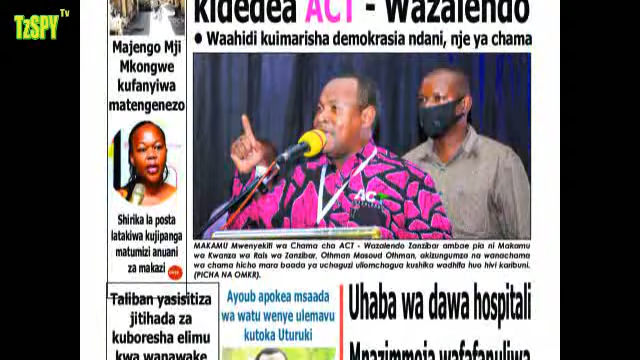 TzSPY Tv
kidedea ACT - Wazalendo
• Waahidi kuimarisha demokrasia ndani, nje ya chama
Majengo Mji
Mkongwe
kufanyiwa
matengenezo
Shirika la posta
latakiwa kujipanga
matumizi anuani
za makazi
ACT
MAKAMU Mwenyekiti wa Chama cha ACT - Wazalendo Zanzibar ambae pia ni Makamu
wa Kwanza wa Rais wa Zanzibar, Othman Masoud Othman, akizungumza na wanachama
wa chama hicho mara baada ya uchaguzi uliomchagua kushika wadhifa huo hivi karibuni.
(PICHA NA OMKR).
Taliban yasisitiza
jitihada za
kuboresha elimu
kwa wanawake
Ayoub apokea msaada
wa watu wenye ulemavu
kutoka Uturuki
Uhaba wa dawa hospitali
Mnazimmoja wafafanuliwa